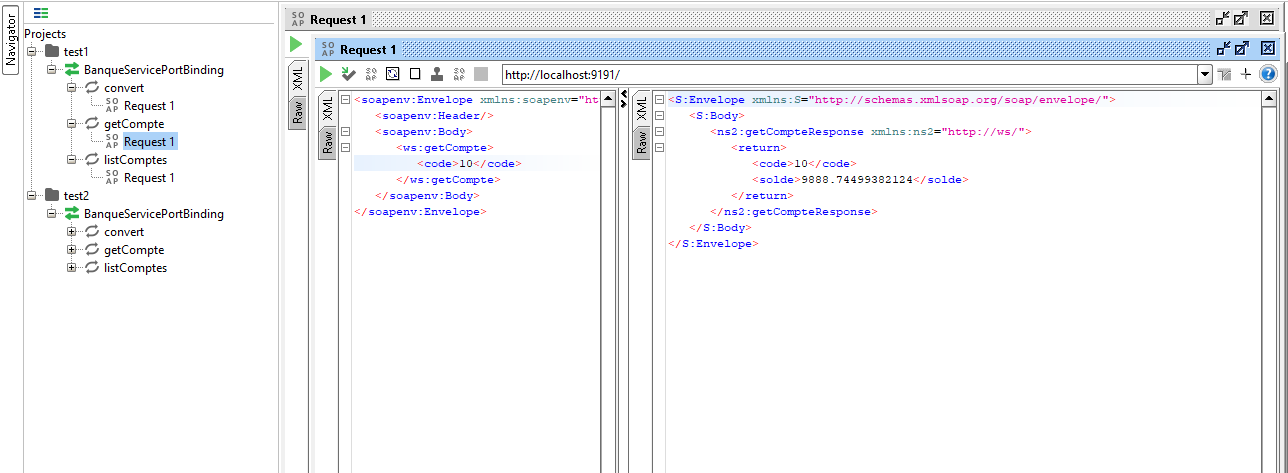 Navigator
Projects
test1
BanqueServicePortBinding
convert
SO AP Request 1
getCompte
SO AP Request 1
listComptes
SO AP Request 1
test2
BanqueServicePortBinding
convert
getCompte
listComptes
SO AP Request 1
XML
Raw
SO AP Request 1
SO AP
SO AP
http://localhost:9191/
?
XML
Raw
<soapenv:Envelope xmlns:soapenv="ht
<soapenv:Header/>
<soapenv:Body>
<ws:getCompte>
<code>10</code>
</ws:getCompte>
</soapenv:Body>
</soapenv:Envelope>
XML
Raw
<S:Envelope xmlns:S="http://schemas.xmlsoap.org/soap/envelope/">
<S:Body>
<ns2:getCompteResponse xmlns:ns2="http://ws/">
<return>
<code>10</code>
<solde>9888.74499382124</solde>
</return>
</ns2:getCompteResponse>
</S:Body>
</S:Envelope>